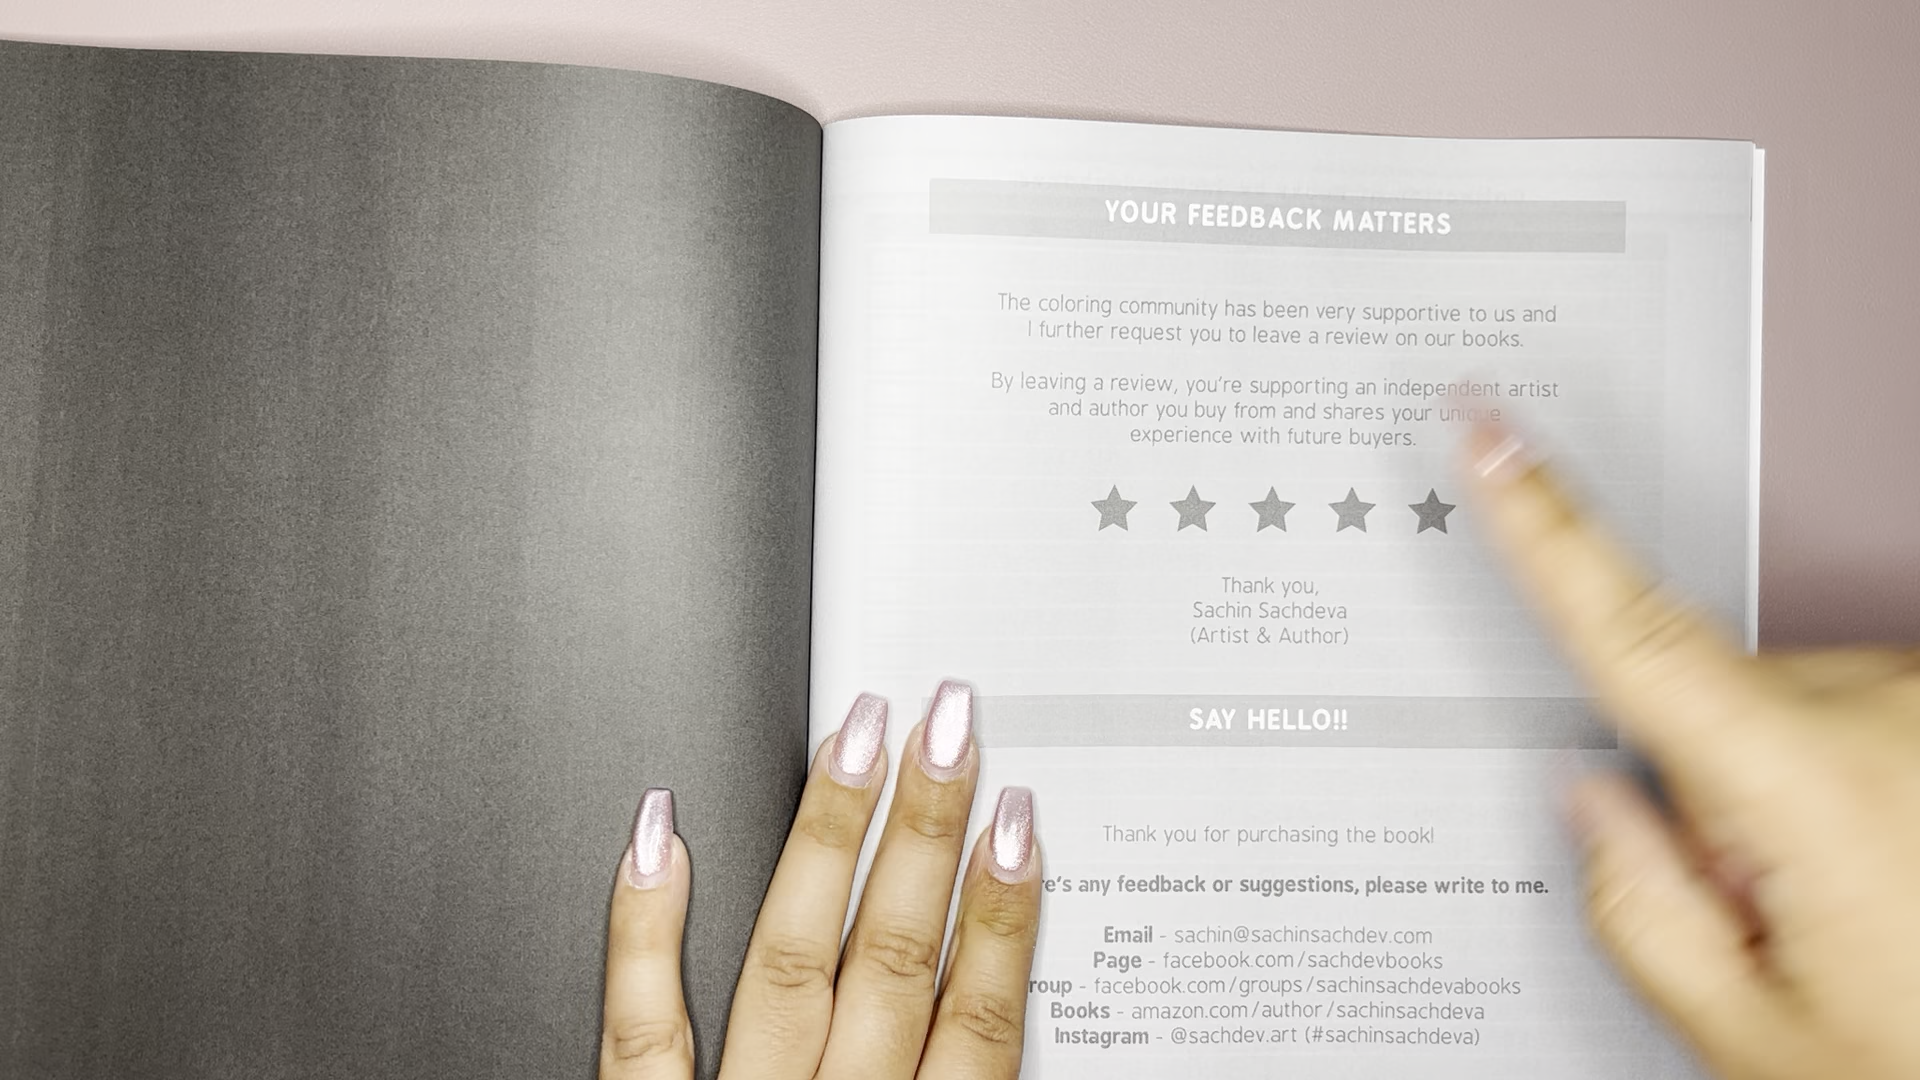 YOUR FEEDBACK MATTERS
The coloring community has been very supportive to us and
I further request you to leave a review on our books.
By leaving a review, you're supporting an independent artist
and author you buy from and shares your unique
experience with future buyers.
Thank you,
Sachin Sachdeva
(Artist & Author)
SAY HELLO!!
Thank you for purchasing the book!
any feedback or suggestions, please write to me.
Email - sachin@sachinsachdev.com
Page - facebook.com/sachdevbooks
- facebook.com/groups/sachinsachdevabooks
Books - amazon.com/author/sachinsachdeva
Instagram - @sachdev.art (#sachinsachdeva)